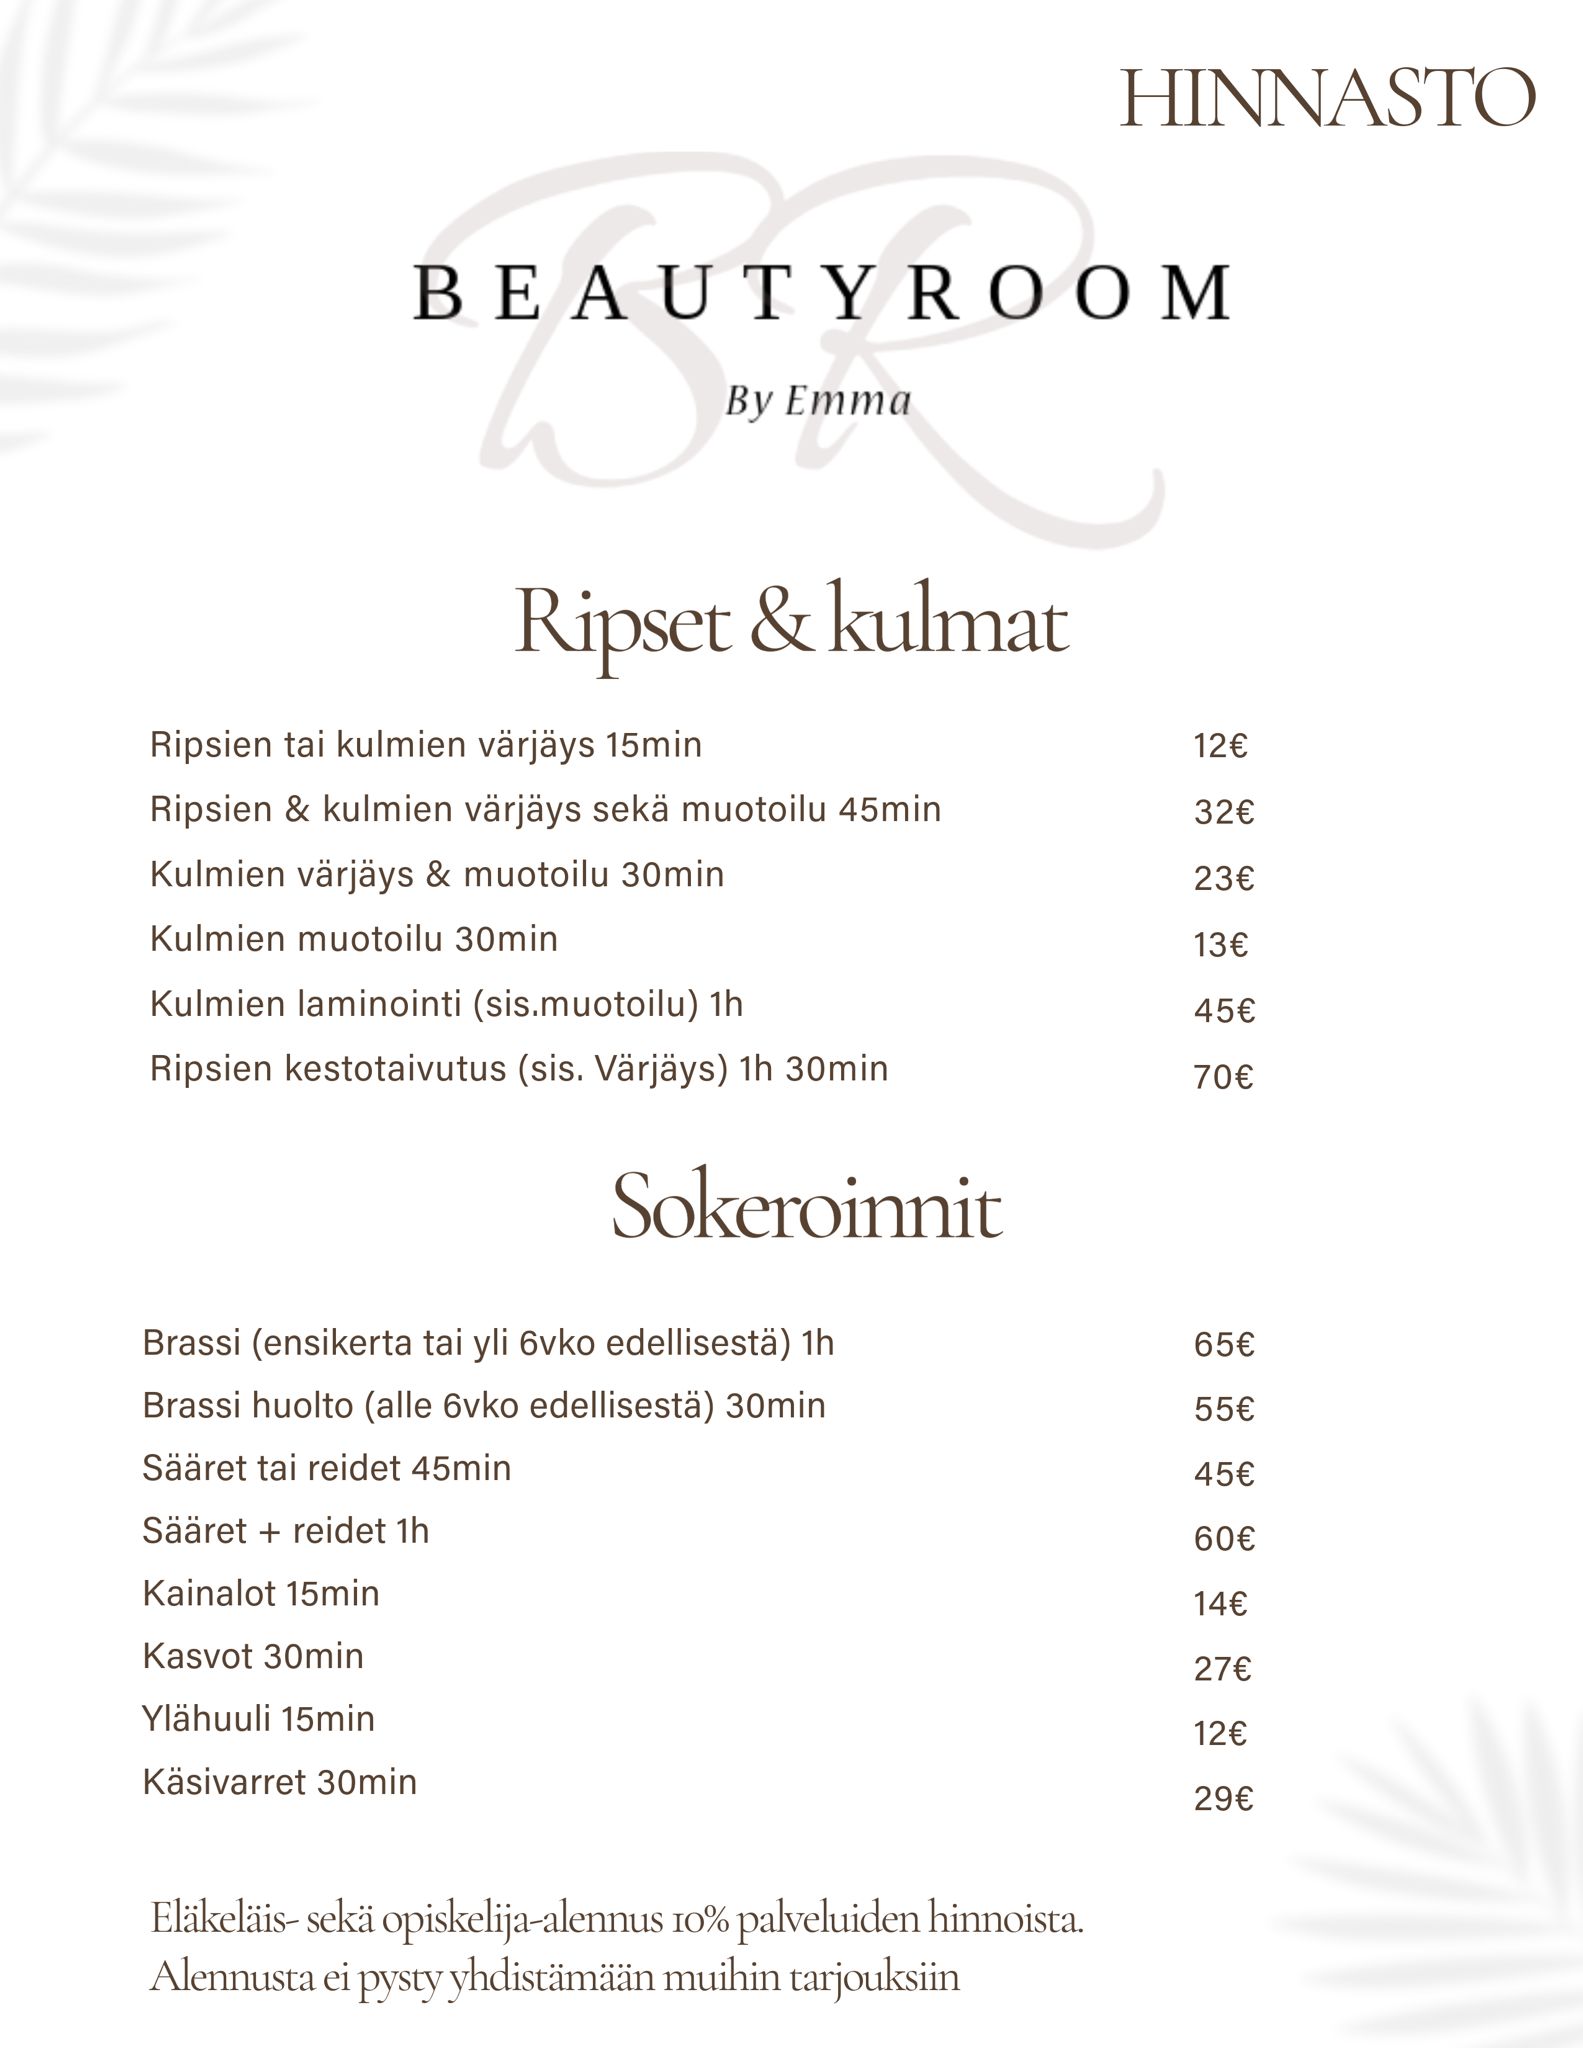 HINNASTO
BR
BEAUTYROOM
By Emma
Ripset & kulmat
Ripsien tai kulmien värjäys 15min 12€
Ripsien & kulmien värjäys sekä muotoilu 45min 32€
Kulmien värjäys & muotoilu 30min 23€
Kulmien muotoilu 30min 13€
Kulmien laminointi (sis.muotoilu) 1h 45€
Ripsien kestotaivutus (sis. Värjäys) 1h 30min 70€
Sokeroinnit
Brassi (ensikerta tai yli 6vko edellisestä) 1h 65€
Brassi huolto (alle 6vko edellisestä) 30min 55€
Sääret tai reidet 45min 45€
Sääret + reidet 1h 60€
Kainalot 15min 14€
Kasvot 30min 27€
Ylähuuli 15min 12€
Käsivarret 30min 29€
Eläkeläis- sekä opiskelija-alennus 10% palveluiden hinnoista.
Alennusta ei pysty yhdistämään muihin tarjouksiin